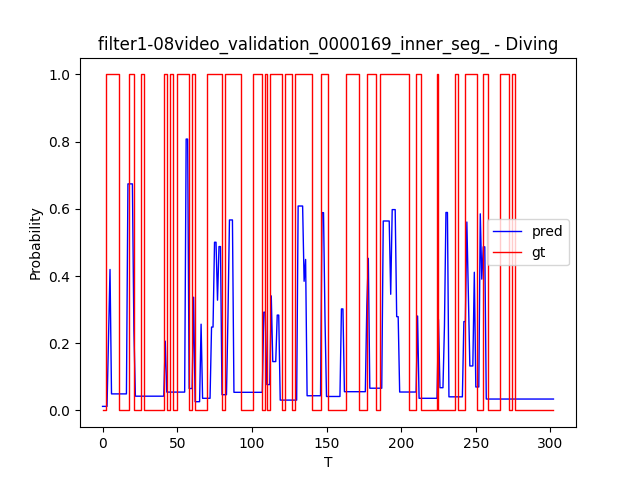 filter1-08video_validation_0000169_inner_seg_ - Diving
1.0
0.8
0.6
0.4
0.2
0.0
Probability
pred
gt
0 50 100 150 200 250 300
T